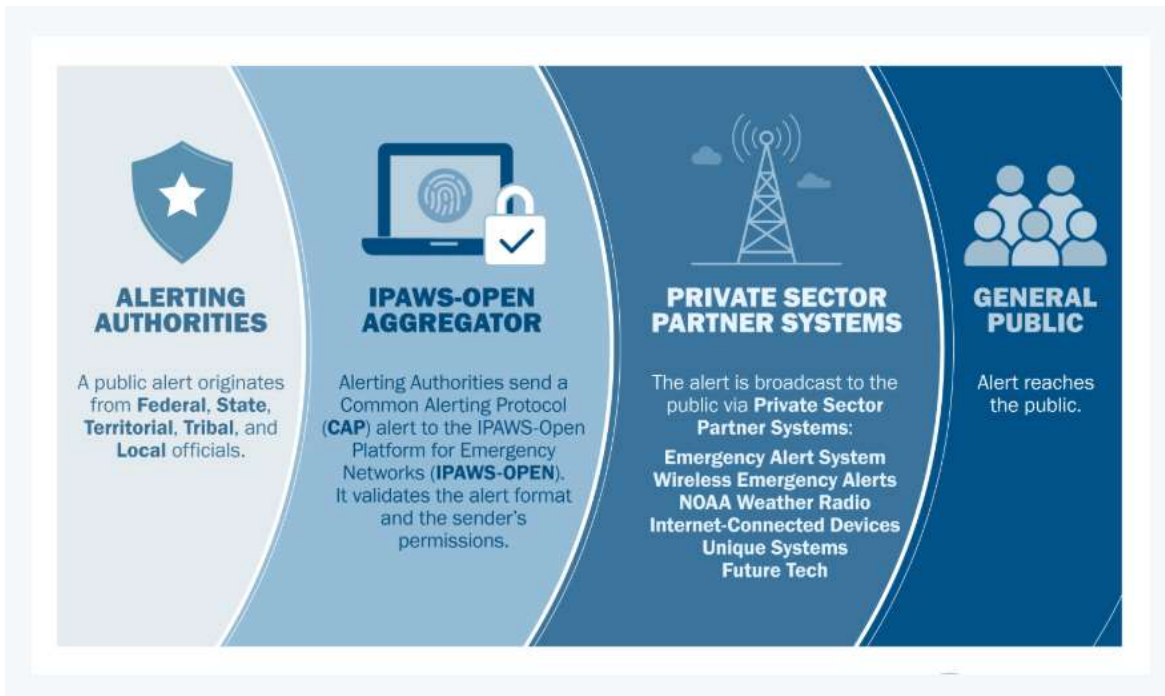 ALERTING
AUTHORITIES
A public alert originates
from Federal, State,
Territorial, Tribal, and
Local officials.
IPAWS-OPEN
AGGREGATOR
Alerting Authorities send a
Common Alerting Protocol
(CAP) alert to the IPAWS-Open
Platform for Emergency
Networks (IPAWS-OPEN).
It validates the alert format
and the sender's
permissions.
PRIVATE SECTOR
PARTNER SYSTEMS
The alert is broadcast to the
public via Private Sector
Partner Systems:
Emergency Alert System
Wireless Emergency Alerts
NOAA Weather Radio
Internet-Connected Devices
Unique Systems
Future Tech
GENERAL
PUBLIC
Alert reaches
the public.